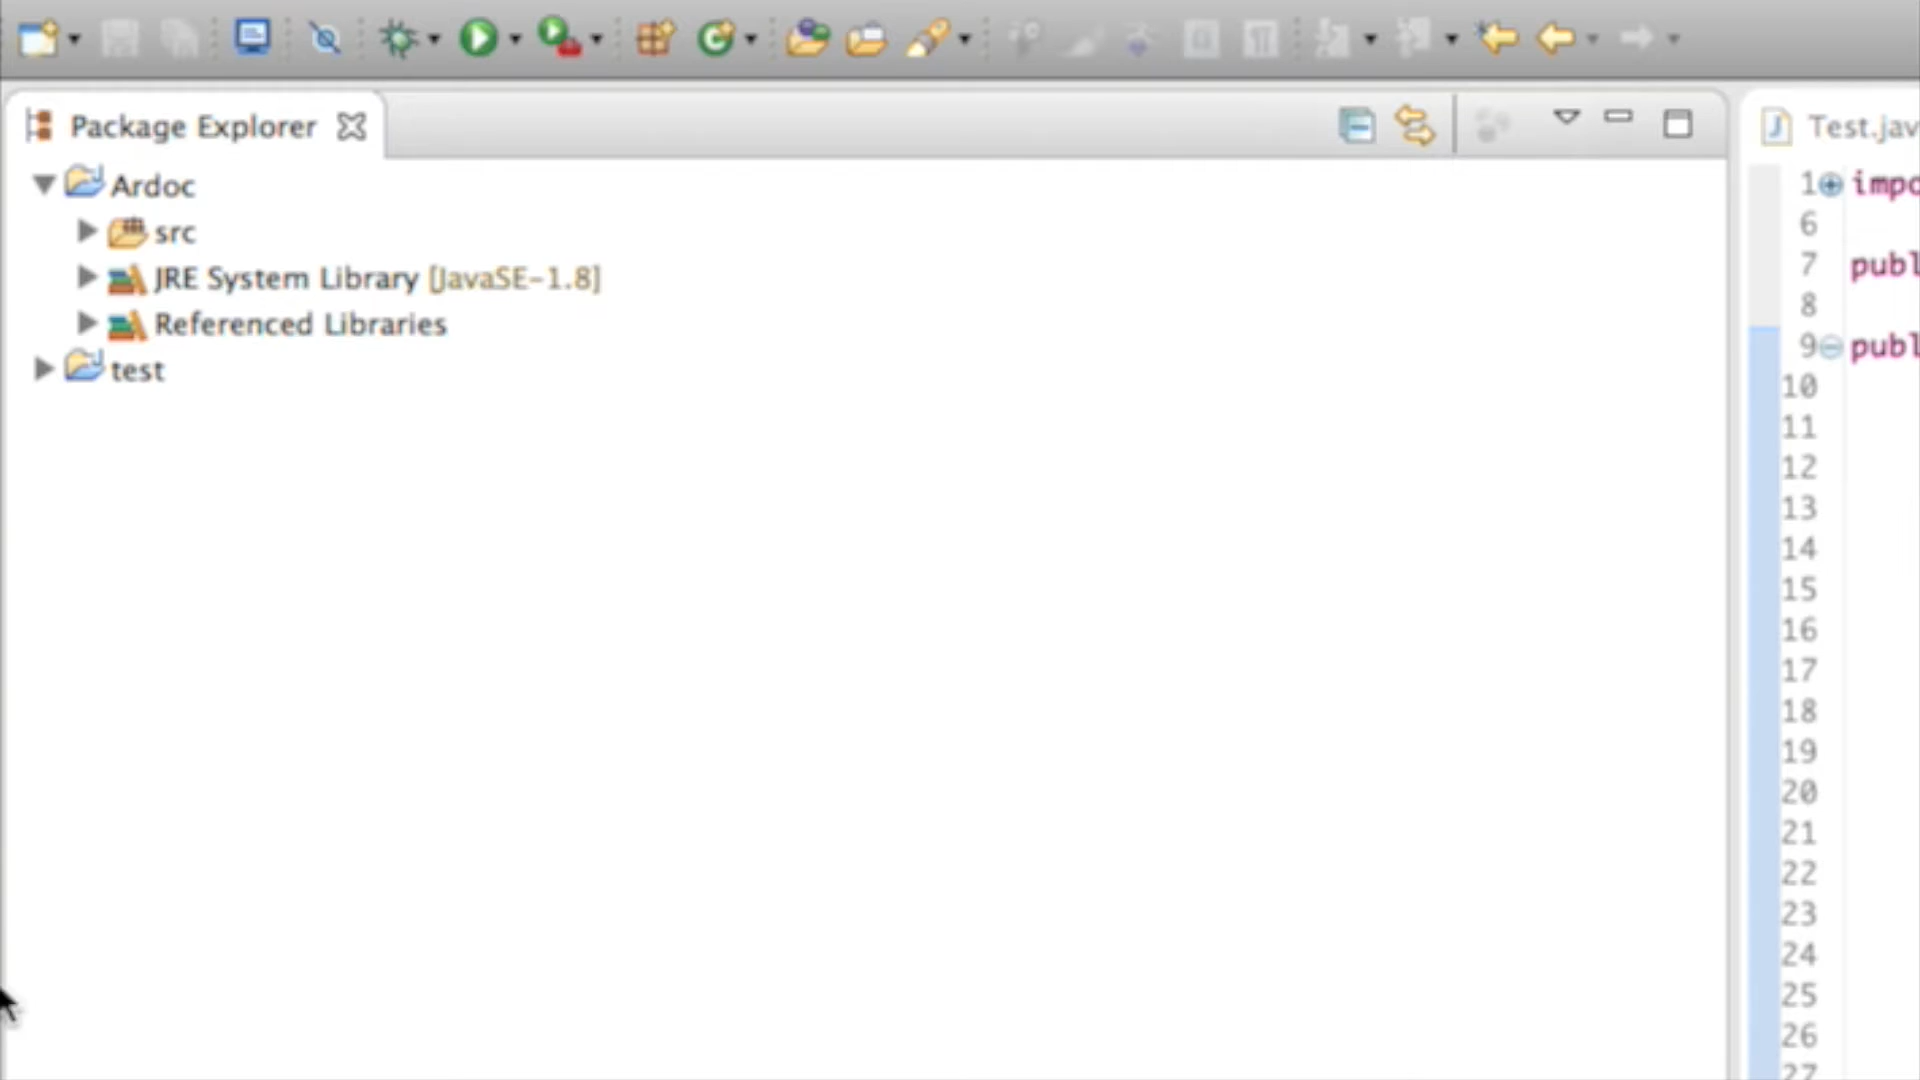 Package Explorer
Test.jav
Ardoc
src
JRE System Library [JavaSE-1.8]
Referenced Libraries
test
1 impo
6
7 publ
8
9 publ
10
11
12
13
14
15
16
17
18
19
20
21
22
23
24
25
26
27